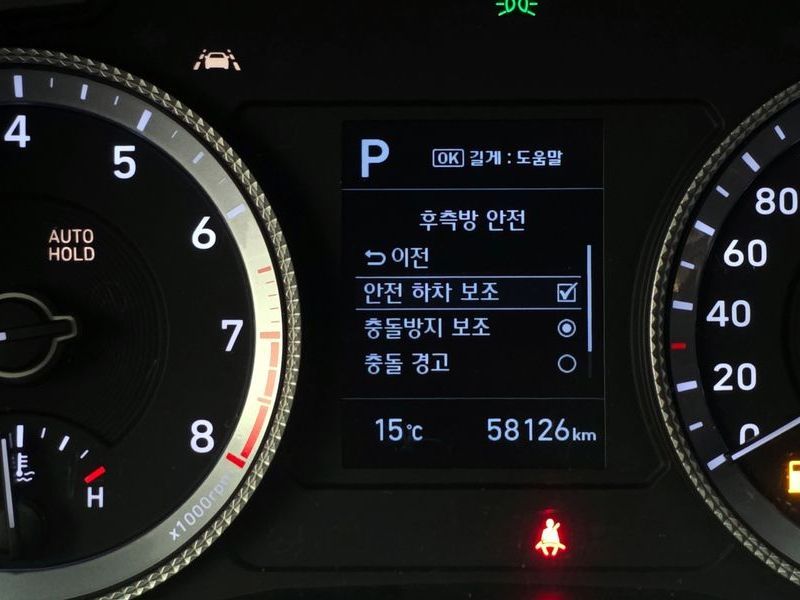 4
5
6
7
8
AUTO
HOLD
x1000rpm
H
P
OK 길게 : 도움말
후측방 안전
이전
안전 하차 보조
충돌방지 보조
충돌 경고
15℃
58126km
80
60
40
20
0